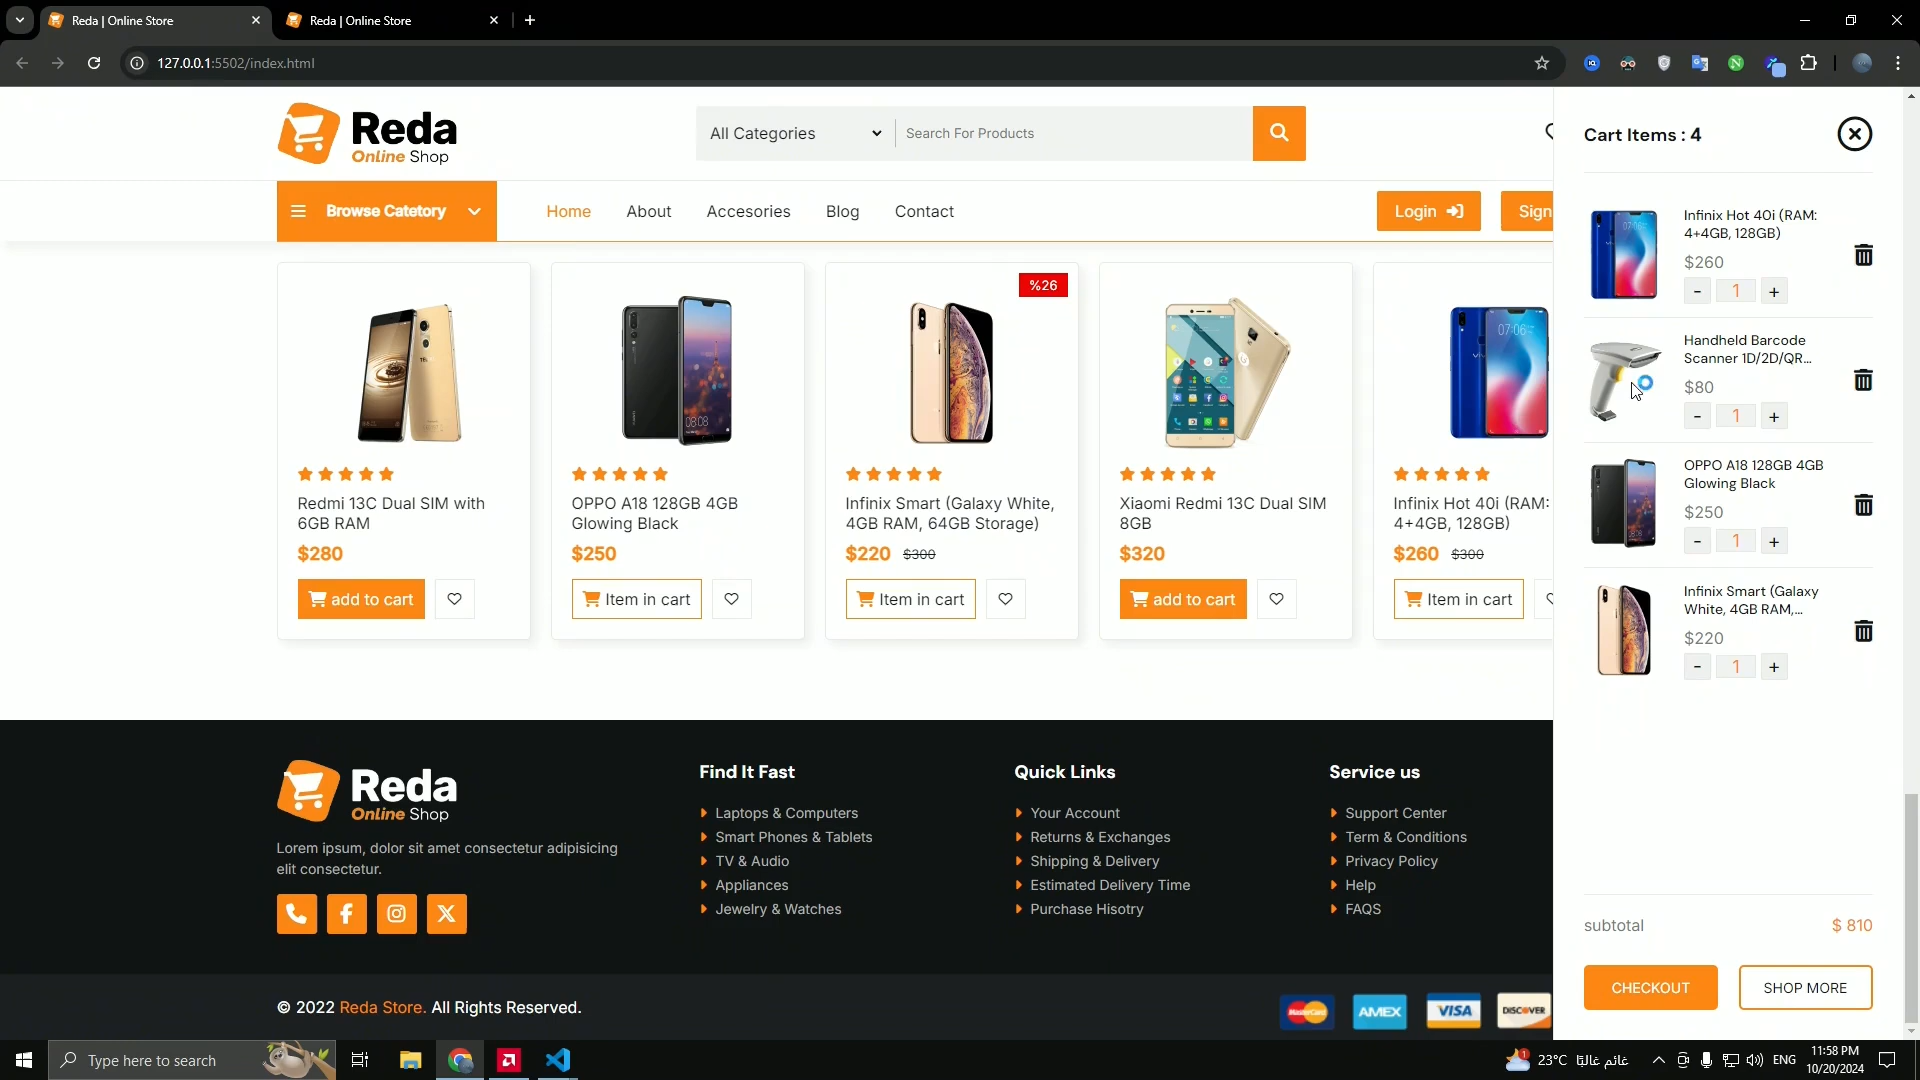 Reda | Online Store
Reda | Online Store
127.0.0.1:5502/index.html
Reda
Online Shop
All Categories
Search For Products
Browse Catetory
Home
About
Accesories
Blog
Contact
Login
Sign
%26
Redmi 13C Dual SIM with
6GB RAM
$280
add to cart
OPPO A18 128GB 4GB
Glowing Black
$250
Item in cart
Infinix Smart (Galaxy White,
4GB RAM, 64GB Storage)
$220 $300
Item in cart
Xiaomi Redmi 13C Dual SIM
8GB
$320
add to cart
07:06
Infinix Hot 40i (RAM:
4+4GB, 128GB)
$260 $300
Item in cart
Cart Items : 4
Infinix Hot 40i (RAM:
4+4GB, 128GB)
$260
- 1 +
Handheld Barcode
Scanner 1D/2D/QR...
$80
- 1 +
OPPO A18 128GB 4GB
Glowing Black
$250
- 1 +
Infinix Smart (Galaxy
White, 4GB RAM,...
$220
- 1 +
subtotal
$ 810
CHECKOUT
SHOP MORE
Reda
Online Shop
Lorem ipsum, dolor sit amet consectetur adipisicing
elit consectetur.
Find It Fast
Laptops & Computers
Smart Phones & Tablets
TV & Audio
Appliances
Jewelry & Watches
Quick Links
Your Account
Returns & Exchanges
Shipping & Delivery
Estimated Delivery Time
Purchase Hisotry
Service us
Support Center
Term & Conditions
Privacy Policy
Help
FAQS
© 2022 Reda Store. All Rights Reserved.
MasterCard
AMEX
VISA
DISCOVER
Type here to search
23°C غائم غالبًا
ENG
11:58 PM
10/20/2024